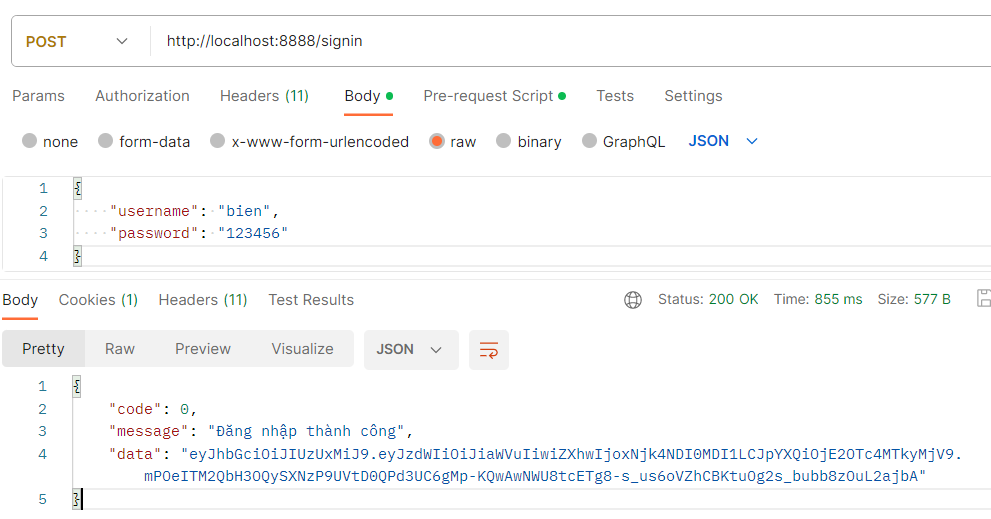 POST http://localhost:8888/signin
Params Authorization Headers (11) Body Pre-request Script Tests Settings
none form-data x-www-form-urlencoded raw binary GraphQL JSON
1 {
2 "username": "bien",
3 "password": "123456"
4 }
Body Cookies (1) Headers (11) Test Results Status: 200 OK Time: 855 ms Size: 577 B
Pretty Raw Preview Visualize JSON
1 {
2 "code": 0,
3 "message": "Đăng nhập thành công",
4 "data": "eyJhbGciOiJIUzUxMiJ9.eyJzdWIiOiJiaWVuIiwiZXhwIjoxNjk4NDI0MDI1LCJpYXQiOjE2OTc4MTkyMjV9.
mPOeITM2QbH3OQySXNzP9UVtD0QPd3UC6gMp-KQwAwNWU8tcETg8-s_us6oVZhCBKtuOg2s_bubb8zOuL2ajbA"
5 }